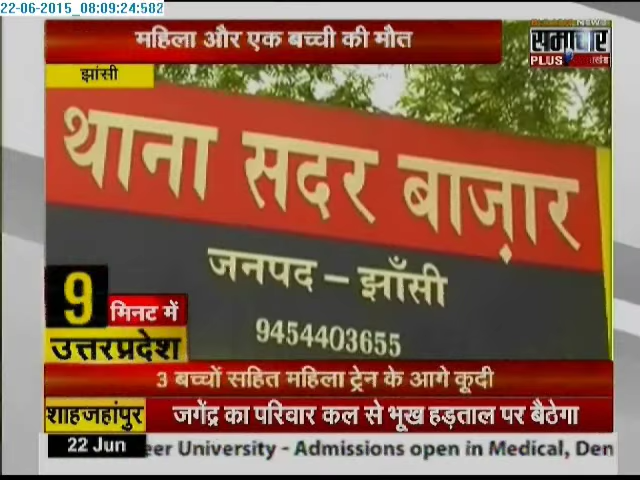 22-06-2015_08:09:24:582
महिला और एक बच्ची की मौत
समाचार
PLUS
झांसी
थाना सदर बाज़ार
जनपद – झाँसी
9454403655
9 मिनट में
उत्तरप्रदेश
3 बच्चों सहित महिला ट्रेन के आगे कूदी
शाहजहांपुर जगेंद्र का परिवार कल से भूख हड़ताल पर बैठेगा
22 Jun eer University - Admissions open in Medical, Den